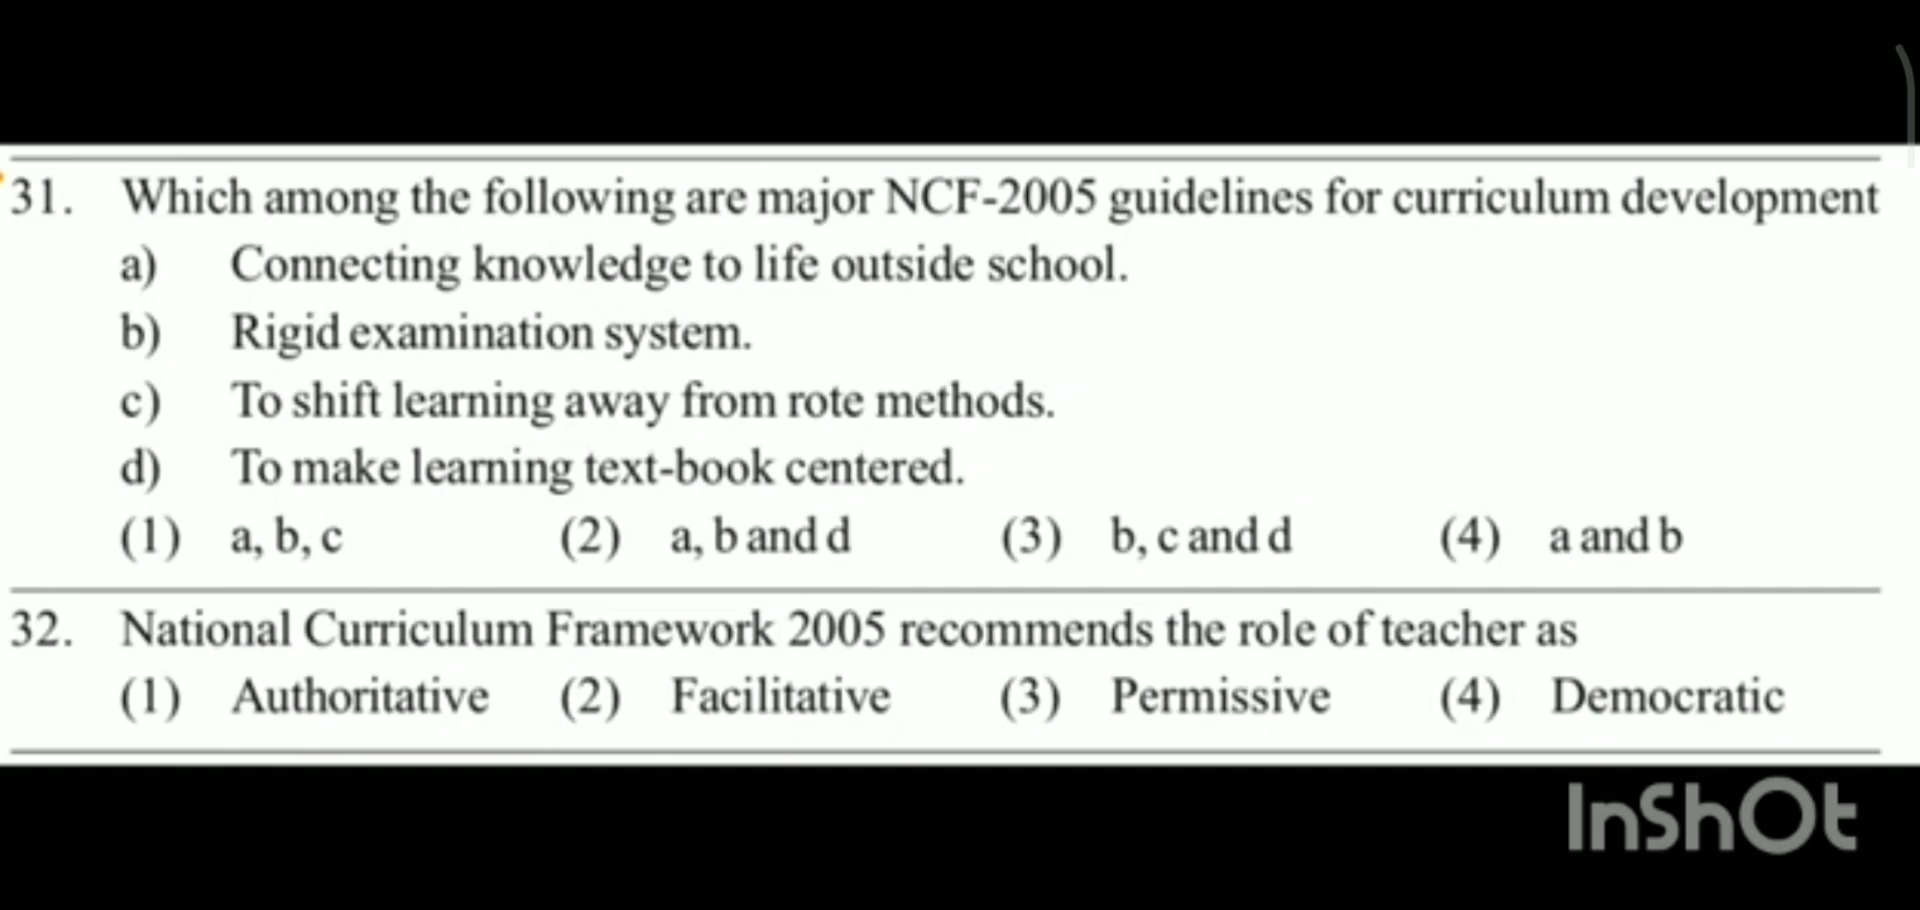 31. Which among the following are major NCF-2005 guidelines for curriculum development
a) Connecting knowledge to life outside school.
b) Rigid examination system.
c) To shift learning away from rote methods.
d) To make learning text-book centered.
(1) a, b, c (2) a, b and d (3) b, c and d (4) a and b
32. National Curriculum Framework 2005 recommends the role of teacher as
(1) Authoritative (2) Facilitative (3) Permissive (4) Democratic
InShOt